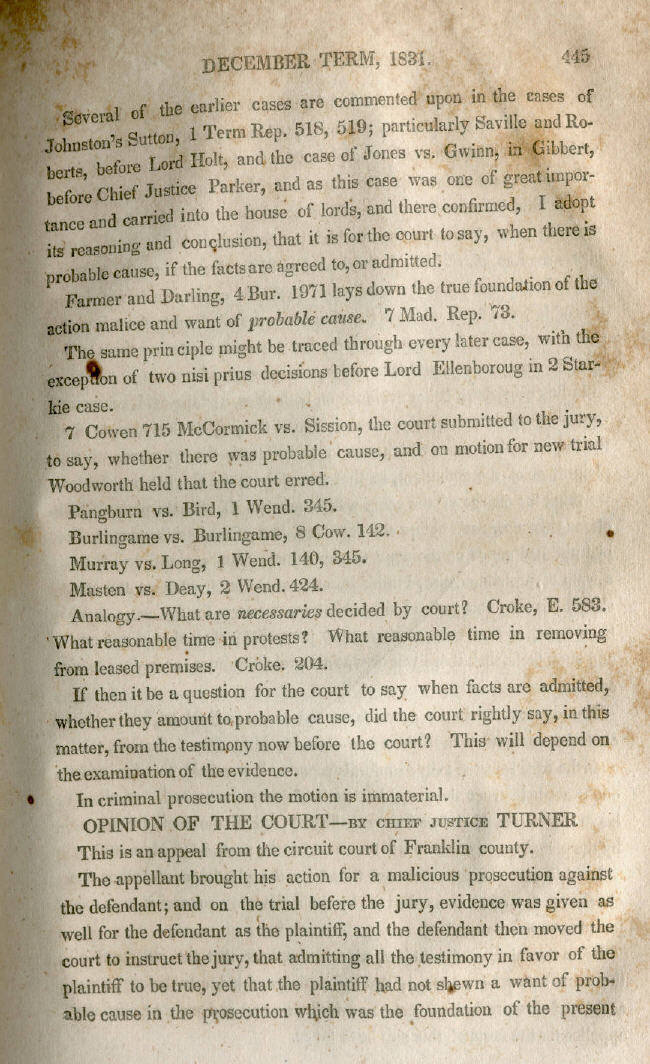 DECEMBER TERM, 1831. 445
Several of the earlier cases are commented upon in the cases of
Johnston's Sutton, 1 Term Rep. 518, 519; particularly Saville and Ro-
berts, before Lord Holt, and the case of Jones vs. Gwinn, in Gibbert,
before Chief Justice Parker, and as this case was one of great impor-
tance and carried into the house of lords, and there confirmed, I adopt
its reasoning and conclusion, that it is for the court to say, when there is
probable cause, if the facts are agreed to, or admitted.
Farmer and Darling, 4 Bur. 1971 lays down the true foundation of the
action malice and want of probable cause. 7 Mad. Rep. 73.
The same prin ciple might be traced through every later case, with the
exception of two nisi prius decisions before Lord Ellenboroug in 2 Star-
kie case.
7 Cowen 715 McCormick vs. Sission, the court submitted to the jury,
to say, whether there was probable cause, and on motion for new trial
Woodworth held that the court erred.
Pangburn vs. Bird, 1 Wend. 345.
Burlingame vs. Burlingame, 8 Cow. 142.
Murray vs. Long, 1 Wend. 140, 345.
Masten vs. Deay, 2 Wend. 424.
Analogy.—What are necessaries decided by court? Croke, E. 583.
What reasonable time in protests? What reasonable time in removing
from leased premises. Croke. 204.
If then it be a question for the court to say when facts are admitted,
whether they amount to probable cause, did the court rightly say, in this
matter, from the testimony now before the court? This will depend on
the examination of the evidence.
In criminal prosecution the motion is immaterial.
OPINION OF THE COURT—BY CHIEF JUSTICE TURNER
This is an appeal from the circuit court of Franklin county.
The appellant brought his action for a malicious prosecution against
the defendant; and on the trial before the jury, evidence was given as
well for the defendant as the plaintiff, and the defendant then moved the
court to instruct the jury, that admitting all the testimony in favor of the
plaintiff to be true, yet that the plaintiff had not shewn a want of prob-
able cause in the prosecution which was the foundation of the present